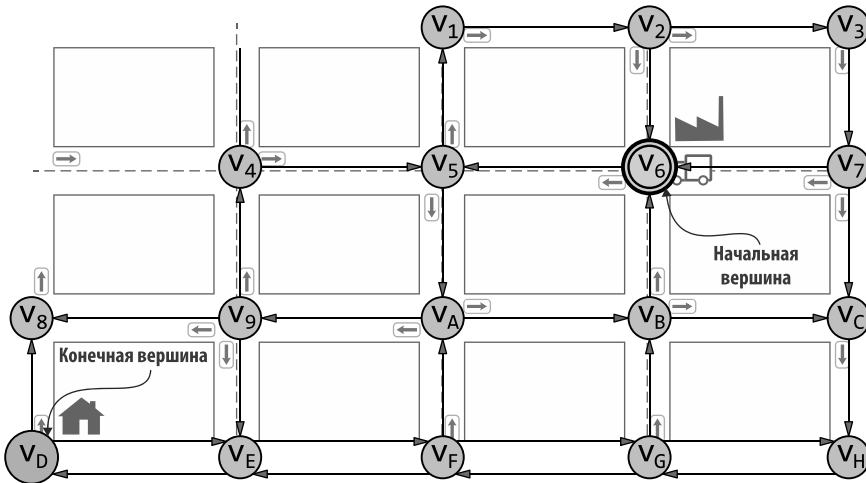 V1 V2 V3
V4 V5 V6 V7
Начальная
вершина
V8 V9 VA VB VC
Конечная вершина
VD VE VF VG VH